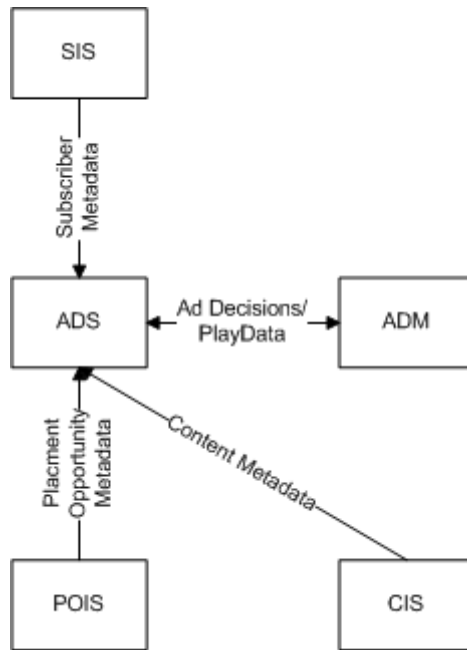 SIS
Subscriber
Metadata
ADS
Ad Decisions/
PlayData
ADM
Placment
Opportunity
Metadata
Content Metadata
POIS
CIS